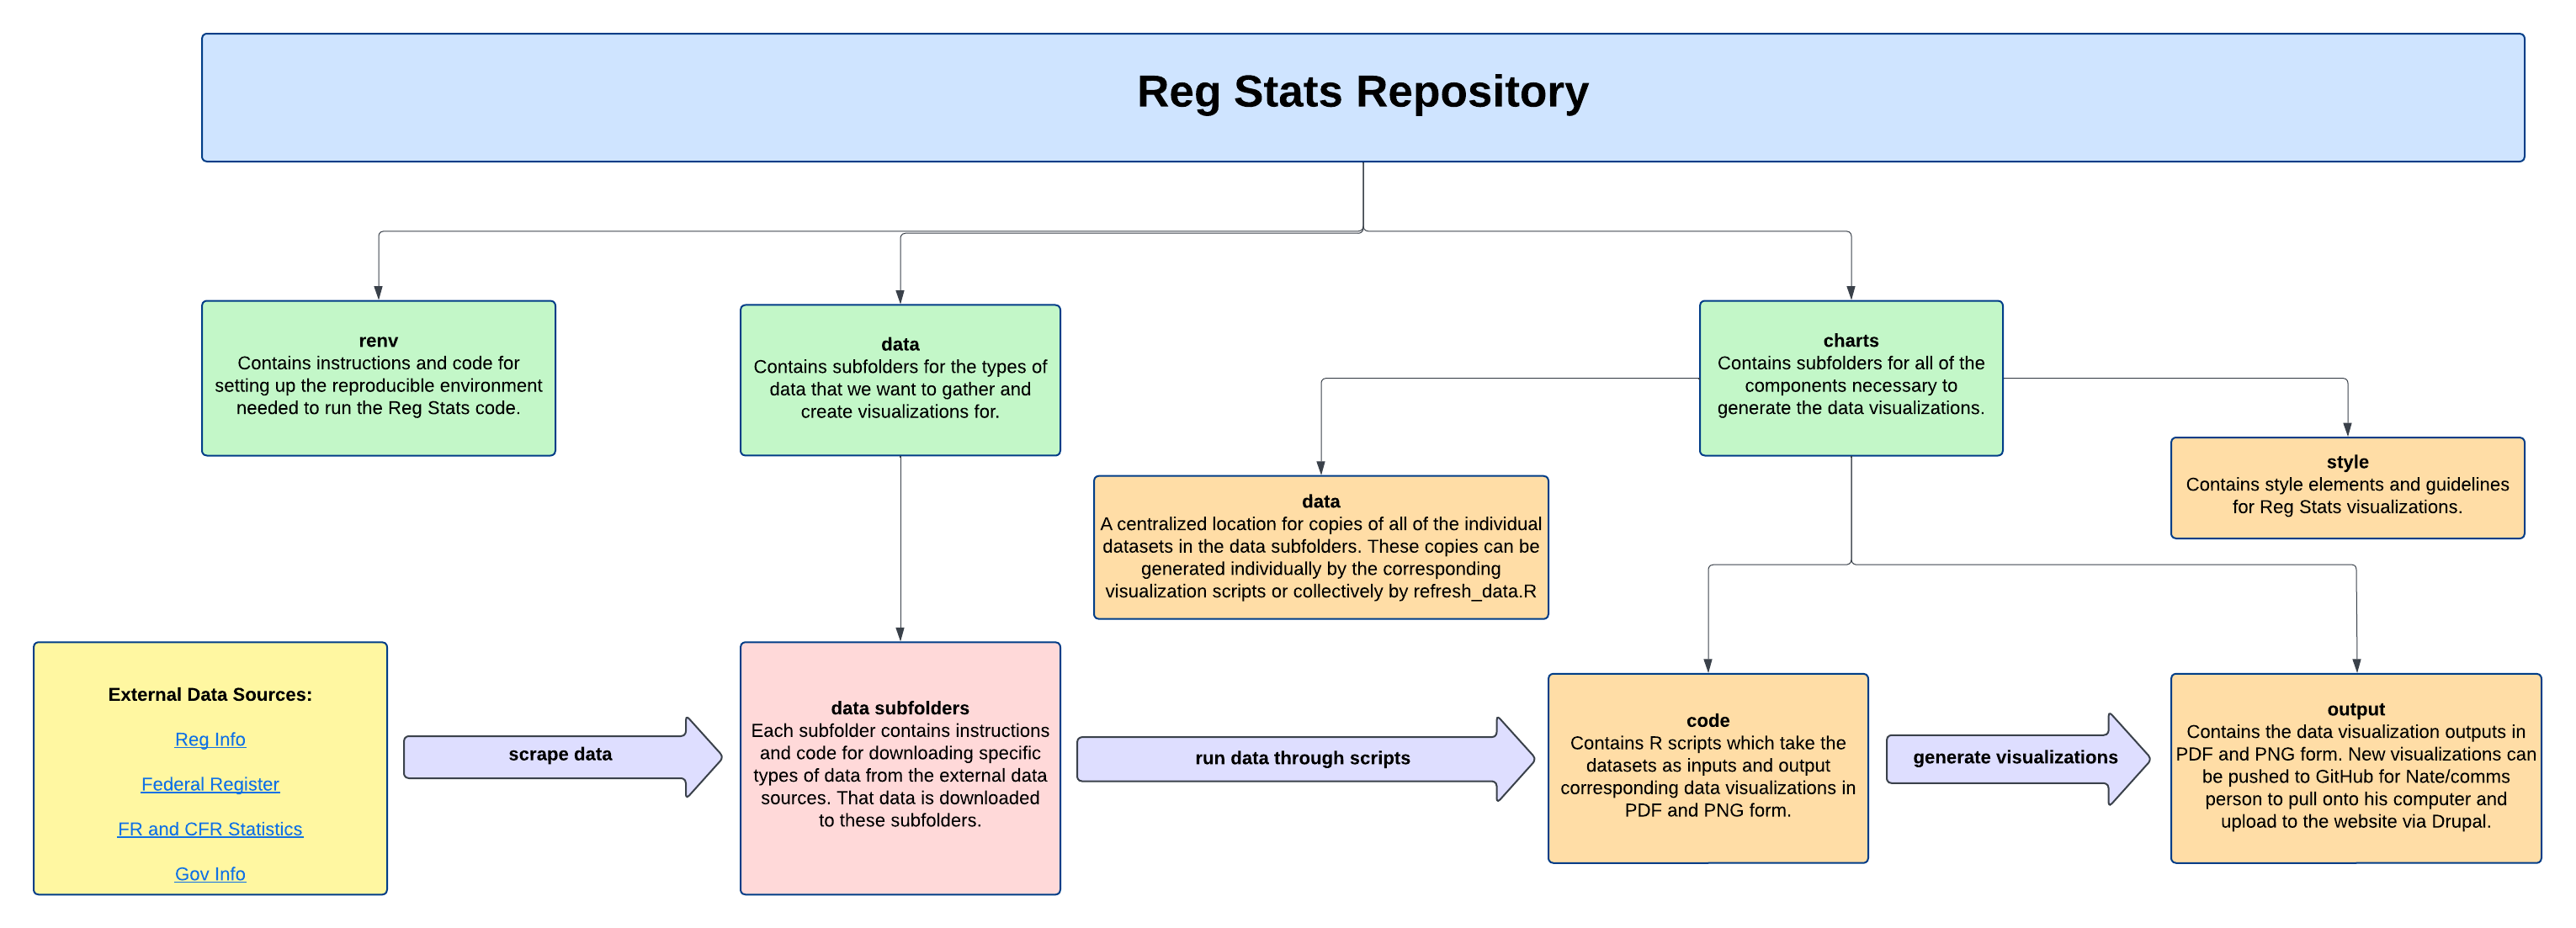 Reg Stats Repository
renv
Contains instructions and code for
setting up the reproducible environment
needed to run the Reg Stats code.
data
Contains subfolders for the types of
data that we want to gather and
create visualizations for.
charts
Contains subfolders for all of the
components necessary to
generate the data visualizations.
data
A centralized location for copies of all of the individual
datasets in the data subfolders. These copies can be
generated individually by the corresponding
visualization scripts or collectively by refresh_data.R
style
Contains style elements and guidelines
for Reg Stats visualizations.
External Data Sources:
Reg Info
Federal Register
FR and CFR Statistics
Gov Info
scrape data
data subfolders
Each subfolder contains instructions
and code for downloading specific
types of data from the external data
sources. That data is downloaded
to these subfolders.
run data through scripts
code
Contains R scripts which take the
datasets as inputs and output
corresponding data visualizations in
PDF and PNG form.
generate visualizations
output
Contains the data visualization outputs in
PDF and PNG form. New visualizations can
be pushed to GitHub for Nate/comms
person to pull onto his computer and
upload to the website via Drupal.